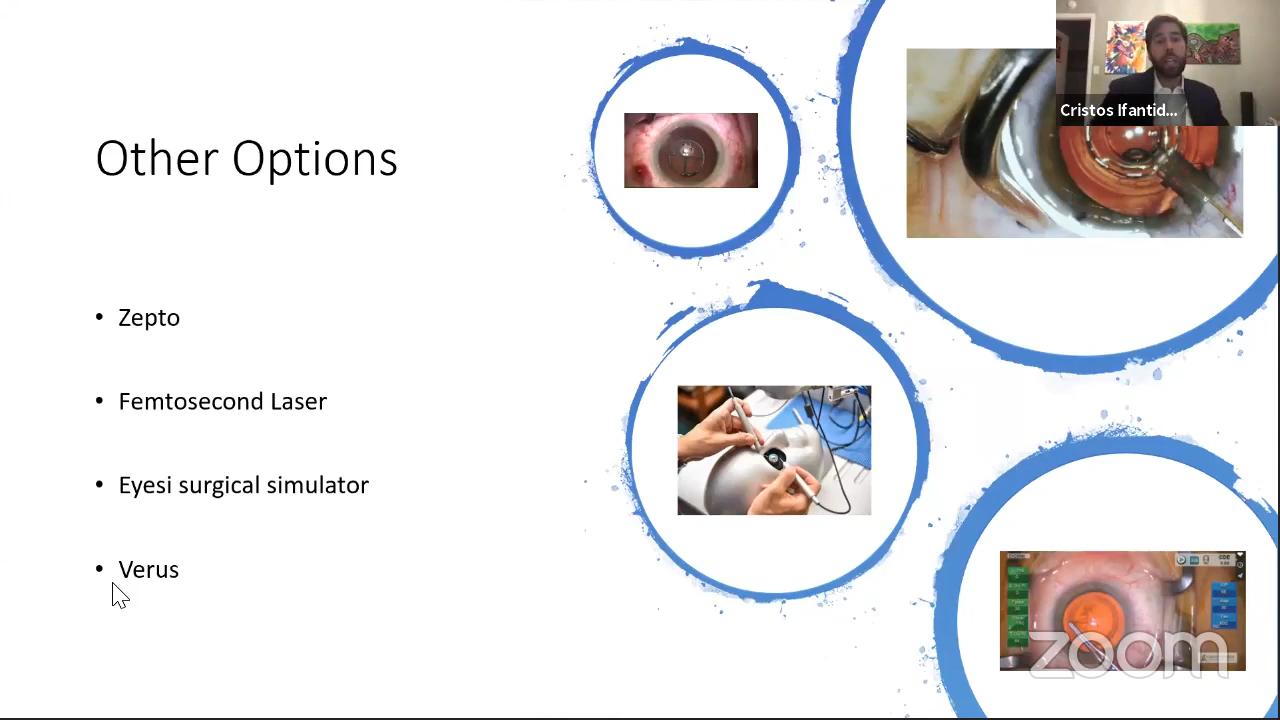 Other Options
• Zepto
• Femtosecond Laser
• Eyesi surgical simulator
• Verus
Cristos Ifantid...
zoom